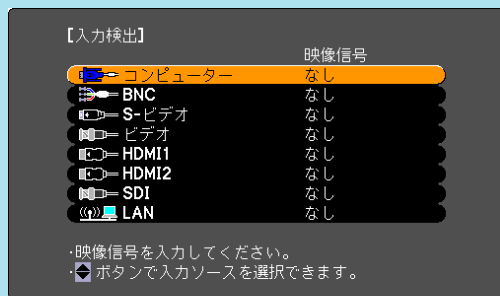 【入力検出】
映像信号
コンピューター なし
BNC なし
S-ビデオ なし
ビデオ なし
HDMI1 なし
HDMI2 なし
SDI なし
LAN なし
･映像信号を入力してください。
･ ボタンで入力ソースを選択できます。